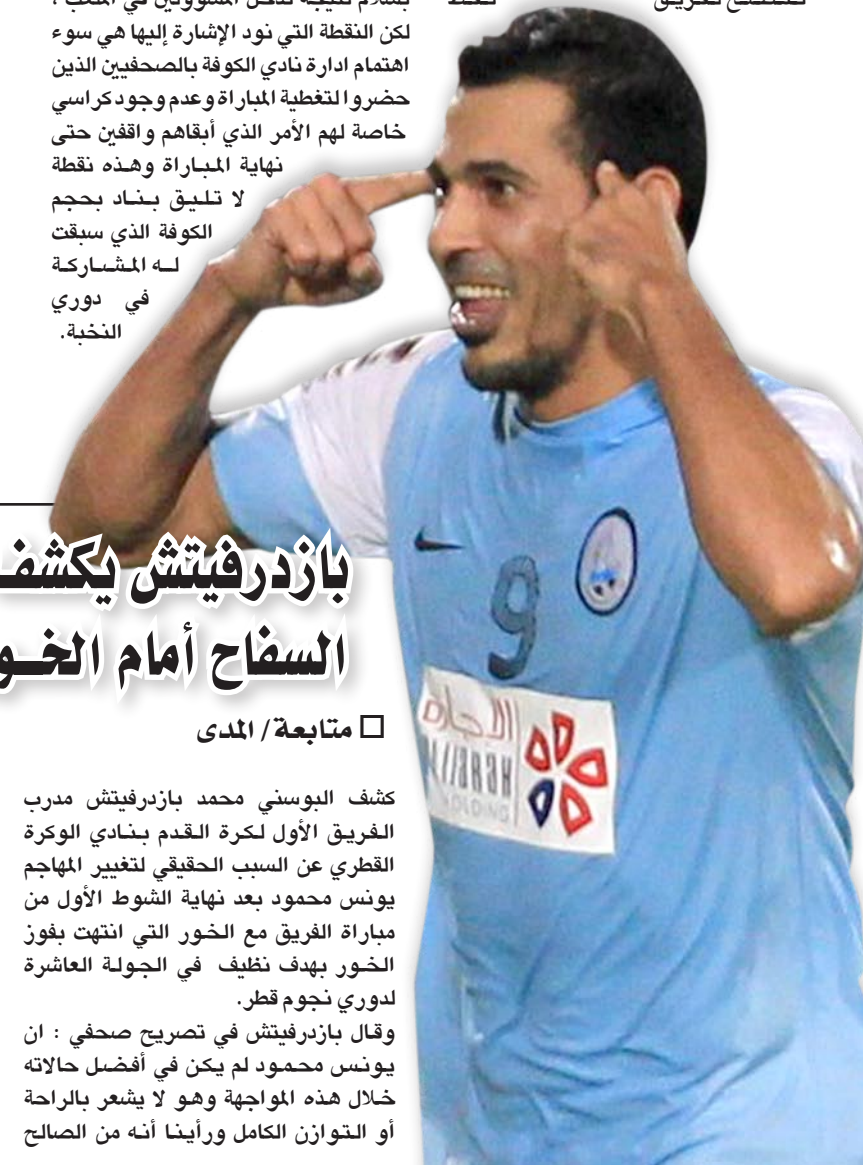 لكن النقطة التي نود الإشارة إليها هي سوء
اهتمام ادارة نادي الكوفة بالصحفيين الذين
حضروا لتغطية المباراة وعدم وجود كراسي
خاصة لهم الأمر الذي أبقاهم واقفين حتى
نهاية المباراة وهذه نقطة
لا تليق بناد بحجم
الكوفة الذي سبقت
له المشاركة
في دوري
النخبة.
بازدرفيتش يكشف
السفاح أمام الخو
□ متابعة / المدى
كشف البوسني محمد بازدرفيتش مدرب
الفريق الأول لكرة القدم بنادي الوكرة
القطري عن السبب الحقيقي لتغيير المهاجم
يونس محمود بعد نهاية الشوط الأول من
مباراة الفريق مع الخور التي انتهت بفوز
الخور بهدف نظيف في الجولة العاشرة
لدوري نجوم قطر.
وقال بازدرفيتش في تصريح صحفي : ان
يونس محمود لم يكن في أفضل حالاته
خلال هذه المواجهة وهو لا يشعر بالراحة
أو التوازن الكامل ورأينا أنه من الصالح
9
الإجارة
HOLDING